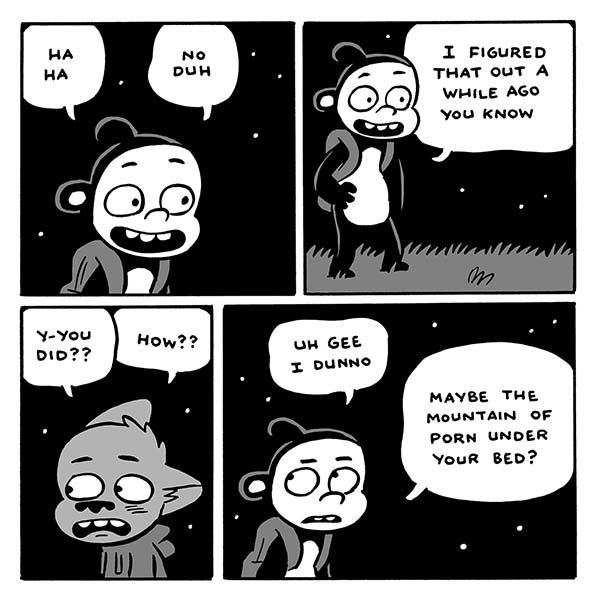 HA
HA
NO
DUH
I FIGURED
THAT OUT A
WHILE AGO
YOU KNOW
Y-YOU
DID??
HOW??
UH GEE
I DUNNO
MAYBE THE
MOUNTAIN OF
PORN UNDER
YOUR BED?